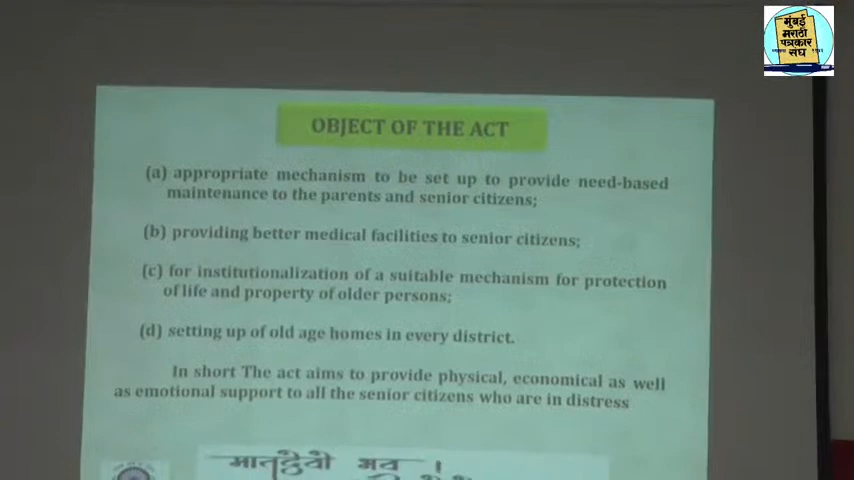 मुंबई
मराठी
पत्रकार
संघ
OBJECT OF THE ACT
(a) appropriate mechanism to be set up to provide need-based
maintenance to the parents and senior citizens;
(b) providing better medical facilities to senior citizens;
(c) for institutionalization of a suitable mechanism for protection
of life and property of older persons;
(d) setting up of old age homes in every district.
In short The act aims to provide physical, economical as well
as emotional support to all the senior citizens who are in distress
मातृदेवो भव ।